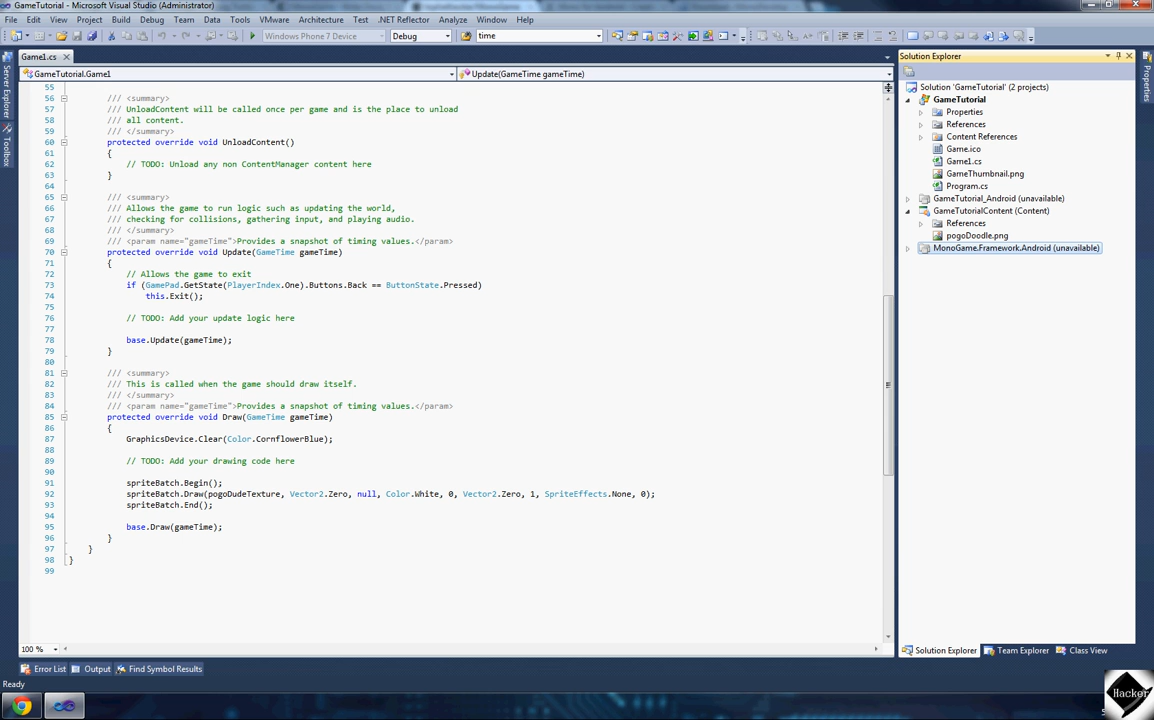 GameTutorial - Microsoft Visual Studio (Administrator)
File Edit View Project Build Debug Team Data Tools VMware Architecture Test .NET Reflector Analyze Window Help
Windows Phone 7 Device Debug time
Game1.cs
GameTutorial.Game1 Update(GameTime gameTime)
55
56 /// <summary>
57 /// UnloadContent will be called once per game and is the place to unload
58 /// all content.
59 /// </summary>
60 protected override void UnloadContent()
61 {
62 // TODO: Unload any non ContentManager content here
63 }
64
65 /// <summary>
66 /// Allows the game to run logic such as updating the world,
67 /// checking for collisions, gathering input, and playing audio.
68 /// </summary>
69 /// <param name="gameTime">Provides a snapshot of timing values.</param>
70 protected override void Update(GameTime gameTime)
71 {
72 // Allows the game to exit
73 if (GamePad.GetState(PlayerIndex.One).Buttons.Back == ButtonState.Pressed)
74 this.Exit();
75
76 // TODO: Add your update logic here
77
78 base.Update(gameTime);
79 }
80
81 /// <summary>
82 /// This is called when the game should draw itself.
83 /// </summary>
84 /// <param name="gameTime">Provides a snapshot of timing values.</param>
85 protected override void Draw(GameTime gameTime)
86 {
87 GraphicsDevice.Clear(Color.CornflowerBlue);
88
89 // TODO: Add your drawing code here
90
91 spriteBatch.Begin();
92 spriteBatch.Draw(pogoDudeTexture, Vector2.Zero, null, Color.White, 0, Vector2.Zero, 1, SpriteEffects.None, 0);
93 spriteBatch.End();
94
95 base.Draw(gameTime);
96 }
97 }
98 }
99
100 %
Error List Output Find Symbol Results
Ready
Server Explorer
Toolbox
Solution Explorer
Solution 'GameTutorial' (2 projects)
GameTutorial
Properties
References
Content References
Game.ico
Game1.cs
GameThumbnail.png
Program.cs
GameTutorial_Android (unavailable)
GameTutorialContent (Content)
References
pogoDoodle.png
MonoGame.Framework.Android (unavailable)
Solution Explorer Team Explorer Class View
Properties
Hacker